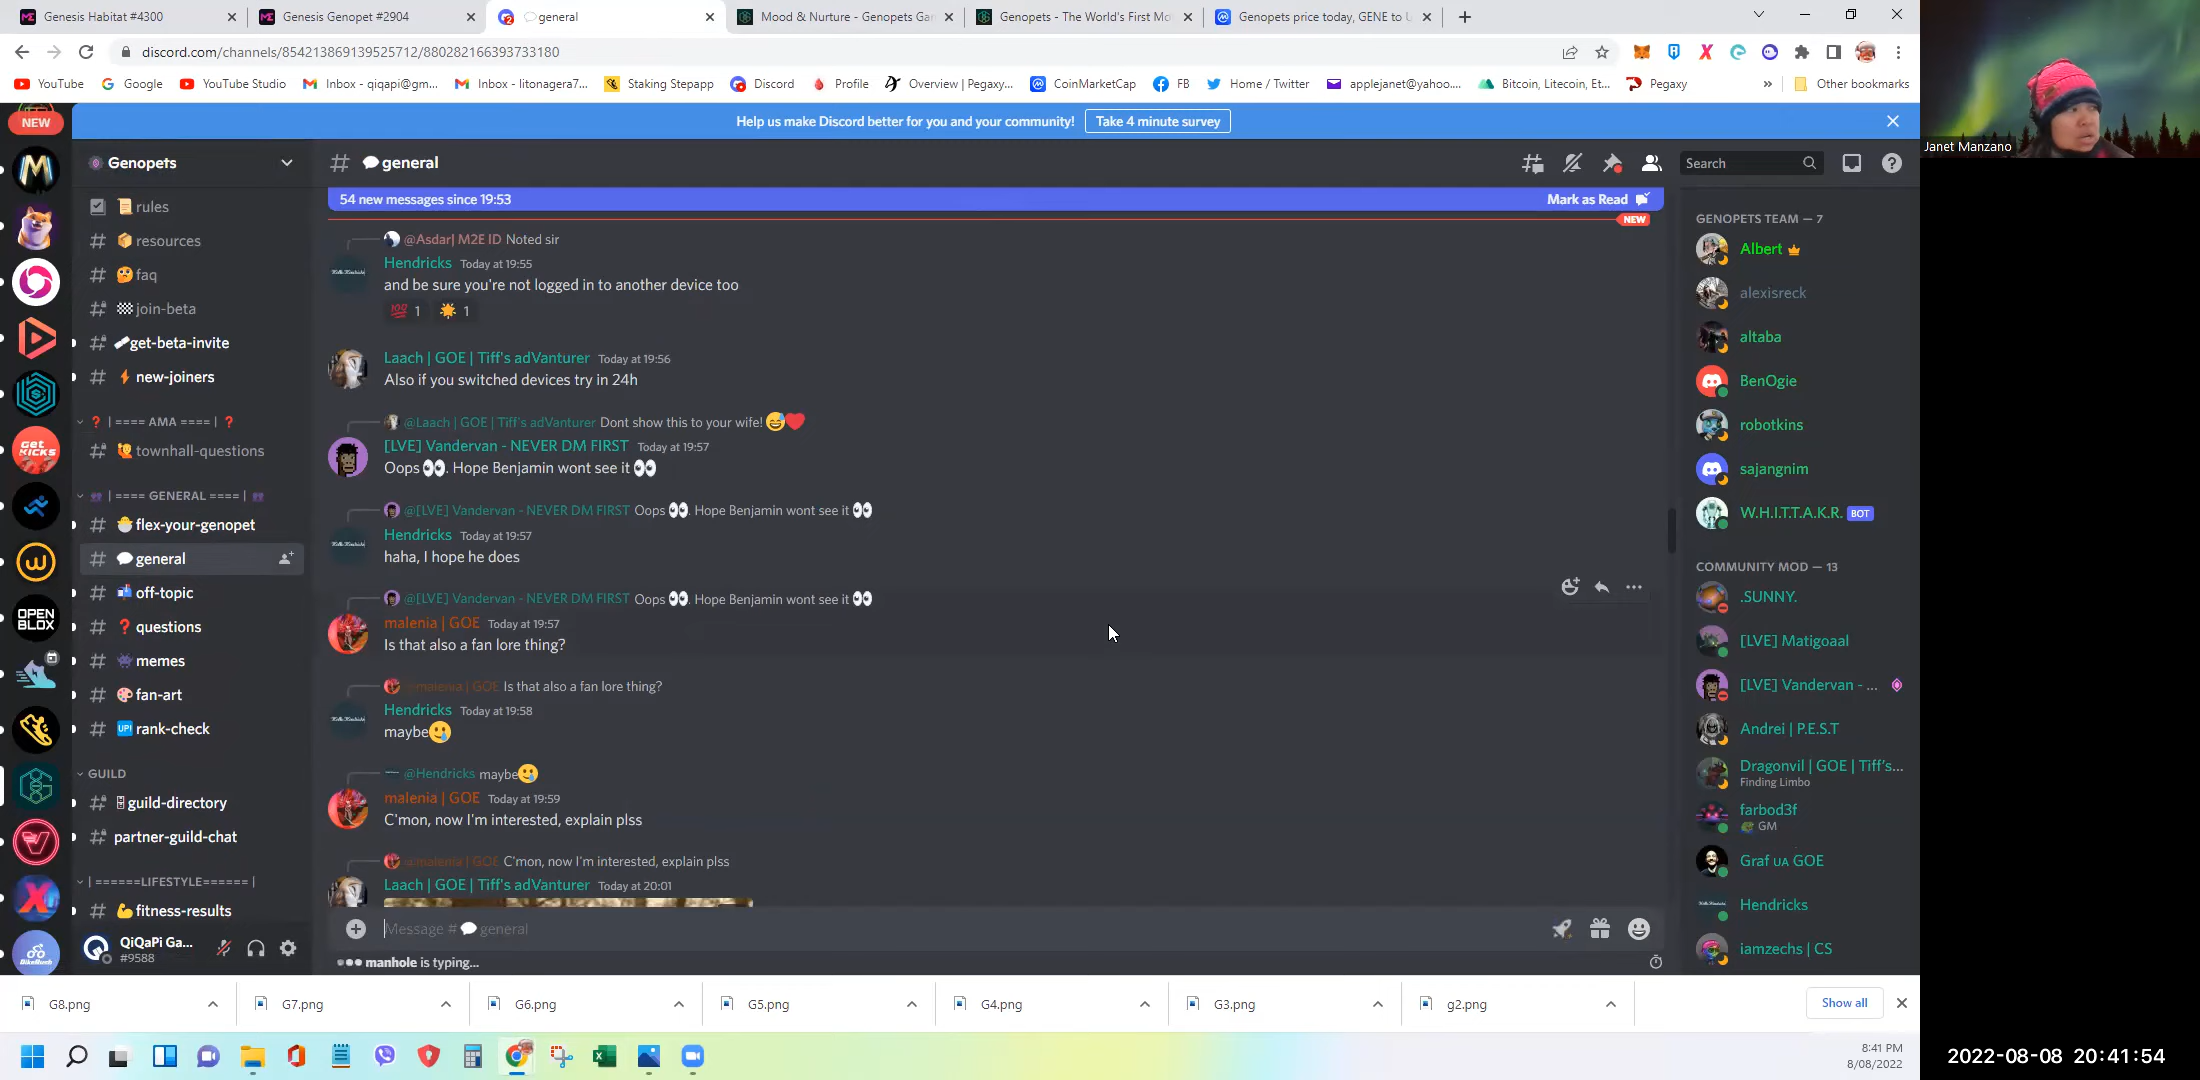 Genesis Habitat #4300
Genesis Genopet #2904
general
Mood & Nurture - Genopets Gar
Genopets - The World's First Mo
Genopets price today, GENE to U
discord.com/channels/854213869139525712/880282166393733180
YouTube
Google
YouTube Studio
Inbox - qiqapi@gm...
Inbox - litonagera7...
Staking Stepapp
Discord
Profile
Overview | Pegaxy...
CoinMarketCap
FB
Home / Twitter
applejanet@yahoo....
Bitcoin, Litecoin, Et...
Pegaxy
»
Other bookmarks
Janet Manzano
NEW
Help us make Discord better for you and your community!
Take 4 minute survey
Genopets
# general
Search
54 new messages since 19:53
Mark as Read
NEW
rules
# resources
# faq
join-beta
get-beta-invite
# new-joiners
| ==== AMA ==== |
# townhall-questions
| ==== GENERAL ==== |
# flex-your-genopet
# general
# off-topic
# questions
# memes
# fan-art
# UP! rank-check
GUILD
guild-directory
partner-guild-chat
|======LIFESTYLE======|
# fitness-results
QiQaPi Ga...
#9588
GET KICKS
OPEN BLOX
@Asdar| M2E ID Noted sir
Hendricks Today at 19:55
and be sure you're not logged in to another device too
100 1 1
Laach | GOE | Tiff's adVanturer Today at 19:56
Also if you switched devices try in 24h
@Laach | GOE | Tiff's adVanturer Dont show this to your wife! 😅❤️
[LVE] Vandervan - NEVER DM FIRST Today at 19:57
Oops 👀. Hope Benjamin wont see it 👀
@[LVE] Vandervan - NEVER DM FIRST Oops 👀. Hope Benjamin wont see it 👀
Hendricks Today at 19:57
haha, I hope he does
@[LVE] Vandervan - NEVER DM FIRST Oops 👀. Hope Benjamin wont see it 👀
malenia | GOE Today at 19:57
Is that also a fan lore thing?
@malenia | GOE Is that also a fan lore thing?
Hendricks Today at 19:58
maybe🥲
@Hendricks maybe🥲
malenia | GOE Today at 19:59
C'mon, now I'm interested, explain plss
@malenia | GOE C'mon, now I'm interested, explain plss
Laach | GOE | Tiff's adVanturer Today at 20:01
Message # general
manhole is typing...
GENOPETS TEAM — 7
Albert
alexisreck
altaba
BenOgie
robotkins
sajangnim
W.H.I.T.T.A.K.R. BOT
COMMUNITY MOD — 13
.SUNNY.
[LVE] Matigoaal
[LVE] Vandervan - ...
Andrei | P.E.S.T
Dragonvil | GOE | Tiff's...
Finding Limbo
farbod3f
GM
Graf UA GOE
Hendricks
iamzechs | CS
G8.png
G7.png
G6.png
G5.png
G4.png
G3.png
g2.png
Show all
8:41 PM
8/08/2022
2022-08-08 20:41:54